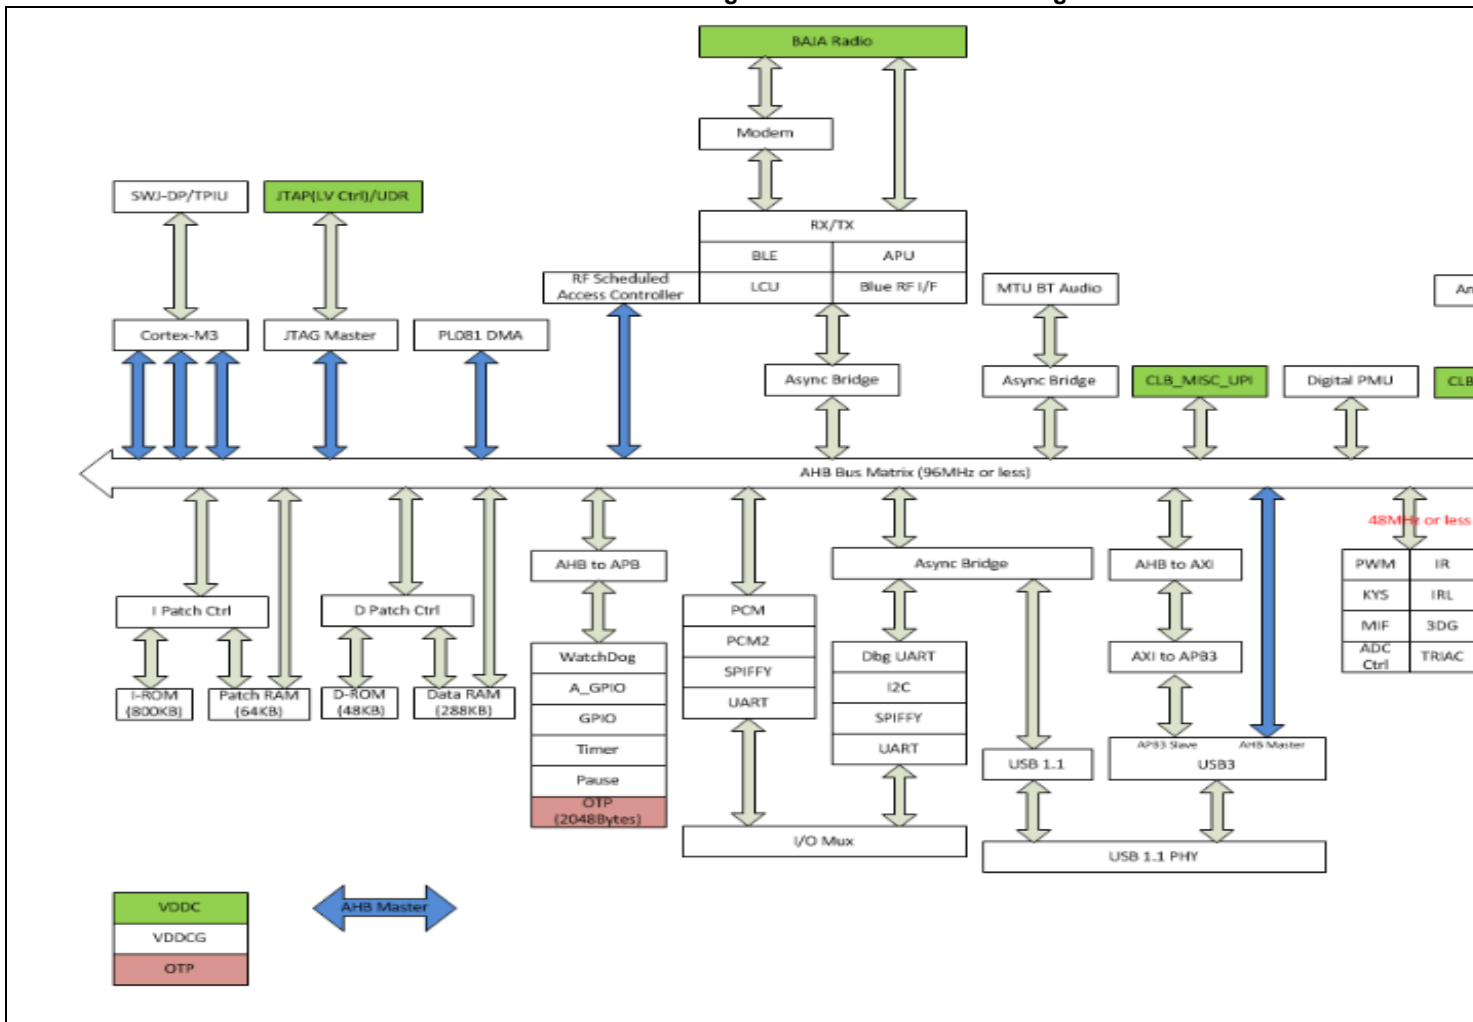 BAJA Radio
Modem
SWJ-DP/TPIU
JTAP(LV Ctrl)/UDR
RX/TX
BLE
APU
RF Scheduled
Access Controller
LCU
Blue RF I/F
MTU BT Audio
Cortex-M3
JTAG Master
PL081 DMA
Async Bridge
Async Bridge
CLB_MISC_UPI
Digital PMU
CLB
AHB Bus Matrix (96MHz or less)
48MHz or less
AHB to APB
Async Bridge
AHB to AXI
PWM
IR
KYS
IRL
MIF
3DG
ADC
Ctrl
TRIAC
I Patch Ctrl
D Patch Ctrl
PCM
PCM2
SPIFFY
UART
WatchDog
A_GPIO
GPIO
Timer
Pause
OTP
(2048Bytes)
Dbg UART
I2C
SPIFFY
UART
AXI to APB3
I-ROM
(800KB)
Patch RAM
(64KB)
D-ROM
(48KB)
Data RAM
(288KB)
USB 1.1
APB3 Slave
AHB Master
USB3
I/O Mux
USB 1.1 PHY
VDDC
VDDCG
OTP
AHB Master